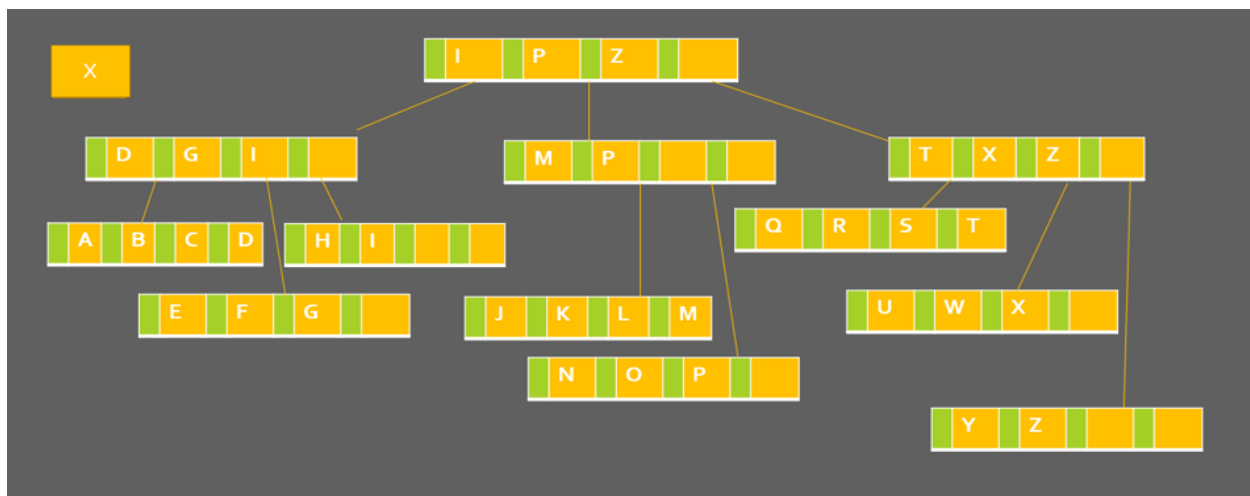 X
I P Z
D G I
M P
T X Z
A B C D
H I
Q R S T
E F G
J K L M
U W X
N O P
Y Z